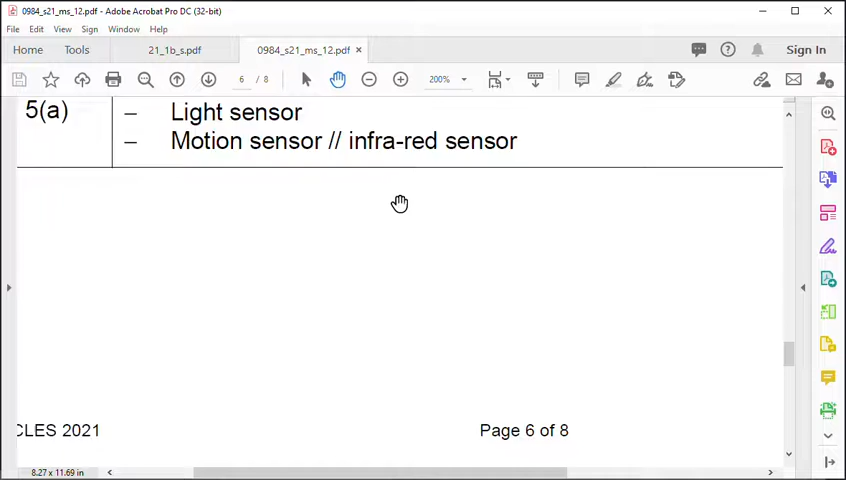 0984_s21_ms_12.pdf - Adobe Acrobat Pro DC (32-bit)
File Edit View Sign Window Help
Home Tools 21_1b_s.pdf 0984_s21_ms_12.pdf × Sign In
6 / 8 200%
5(a) – Light sensor
– Motion sensor // infra-red sensor
CLES 2021 Page 6 of 8
8.27 x 11.69 in